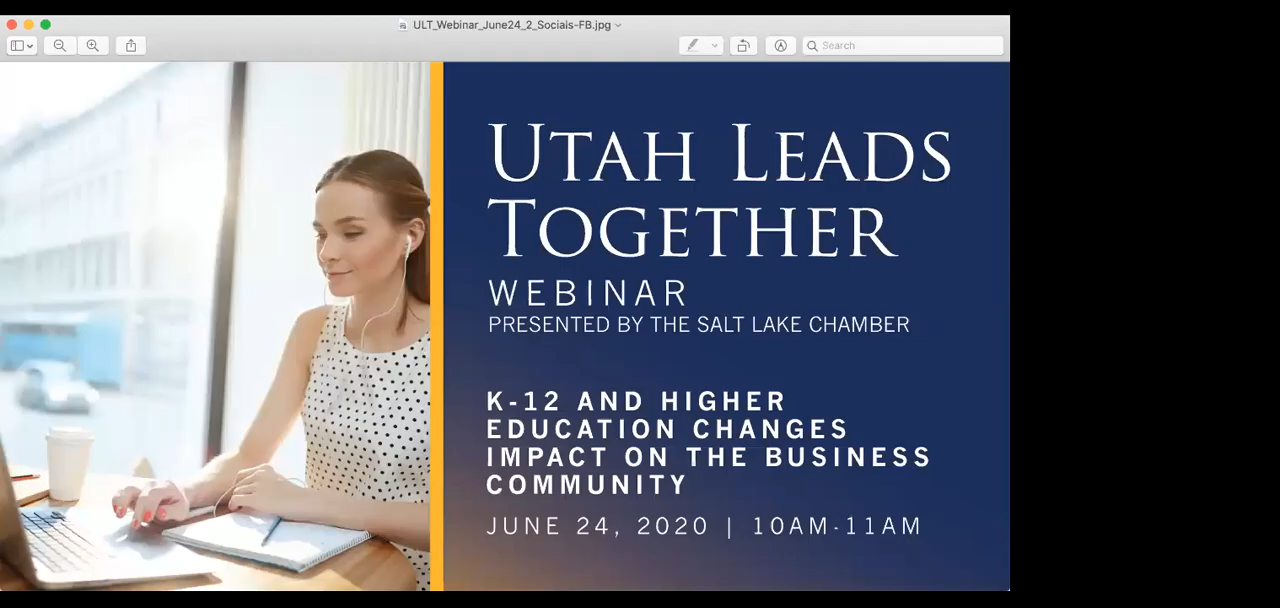 ULT_Webinar_June24_2_Socials-FB.jpg
Search
UTAH LEADS
TOGETHER
WEBINAR
PRESENTED BY THE SALT LAKE CHAMBER
K-12 AND HIGHER
EDUCATION CHANGES
IMPACT ON THE BUSINESS
COMMUNITY
JUNE 24, 2020 | 10AM-11AM